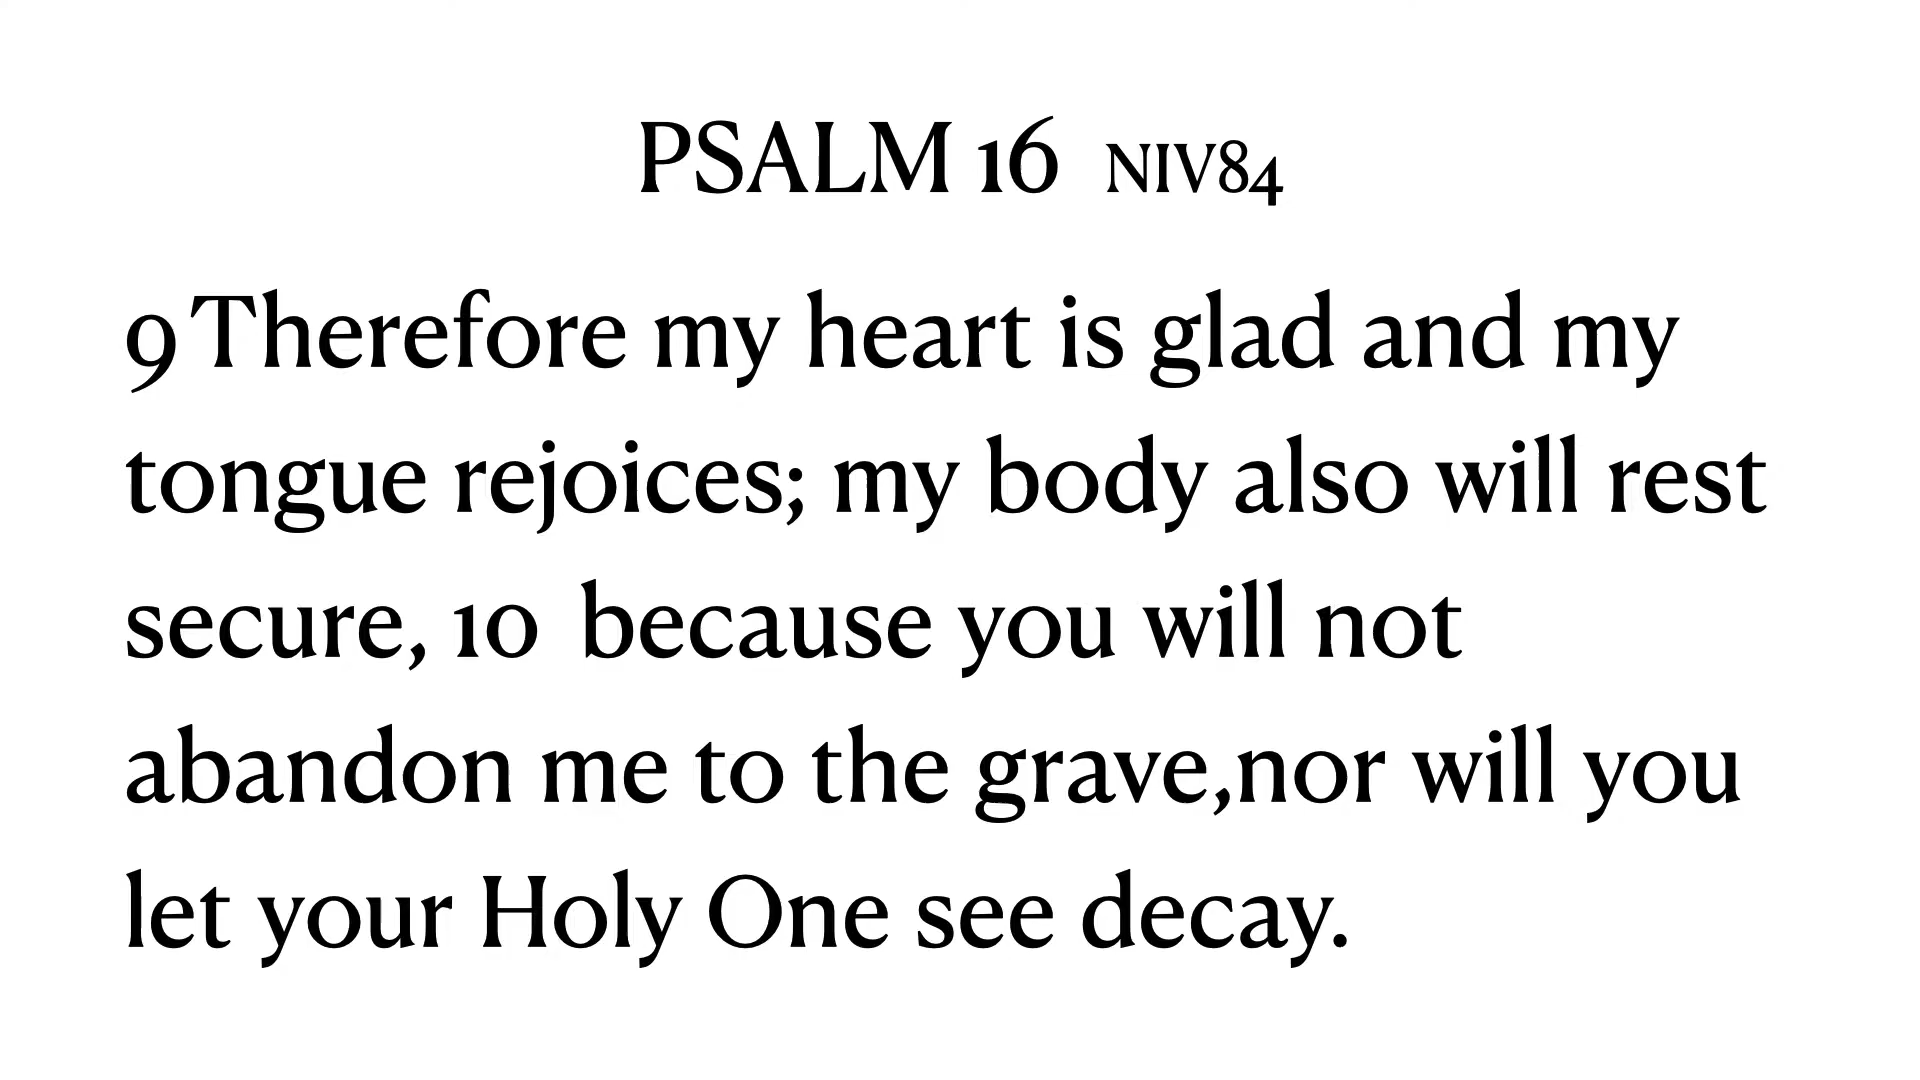 PSALM 16 NIV84
9 Therefore my heart is glad and my
tongue rejoices; my body also will rest
secure, 10 because you will not
abandon me to the grave,nor will you
let your Holy One see decay.